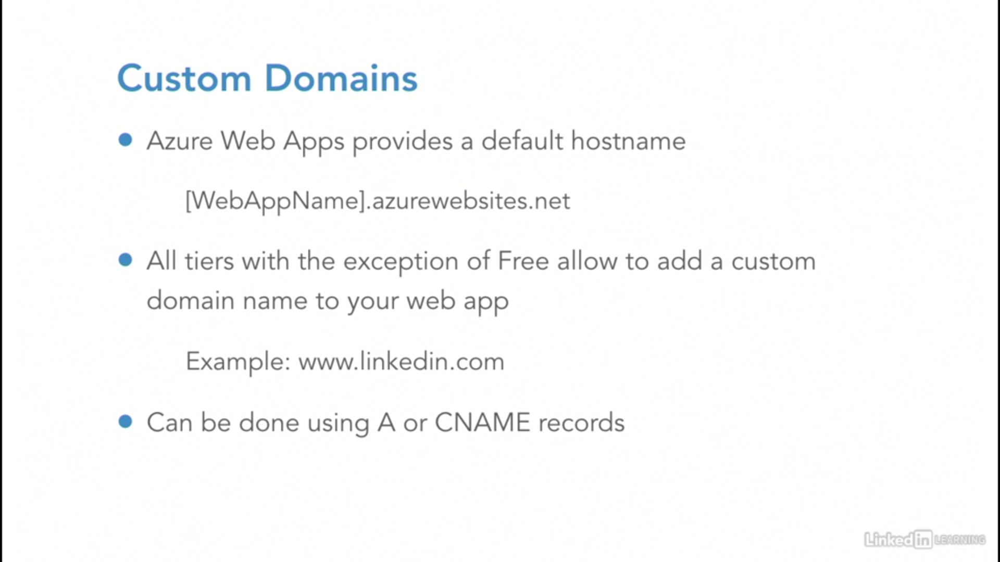 Custom Domains
Azure Web Apps provides a default hostname
[WebAppName].azurewebsites.net
All tiers with the exception of Free allow to add a custom
domain name to your web app
Example: www.linkedin.com
Can be done using A or CNAME records
Linked in LEARNING